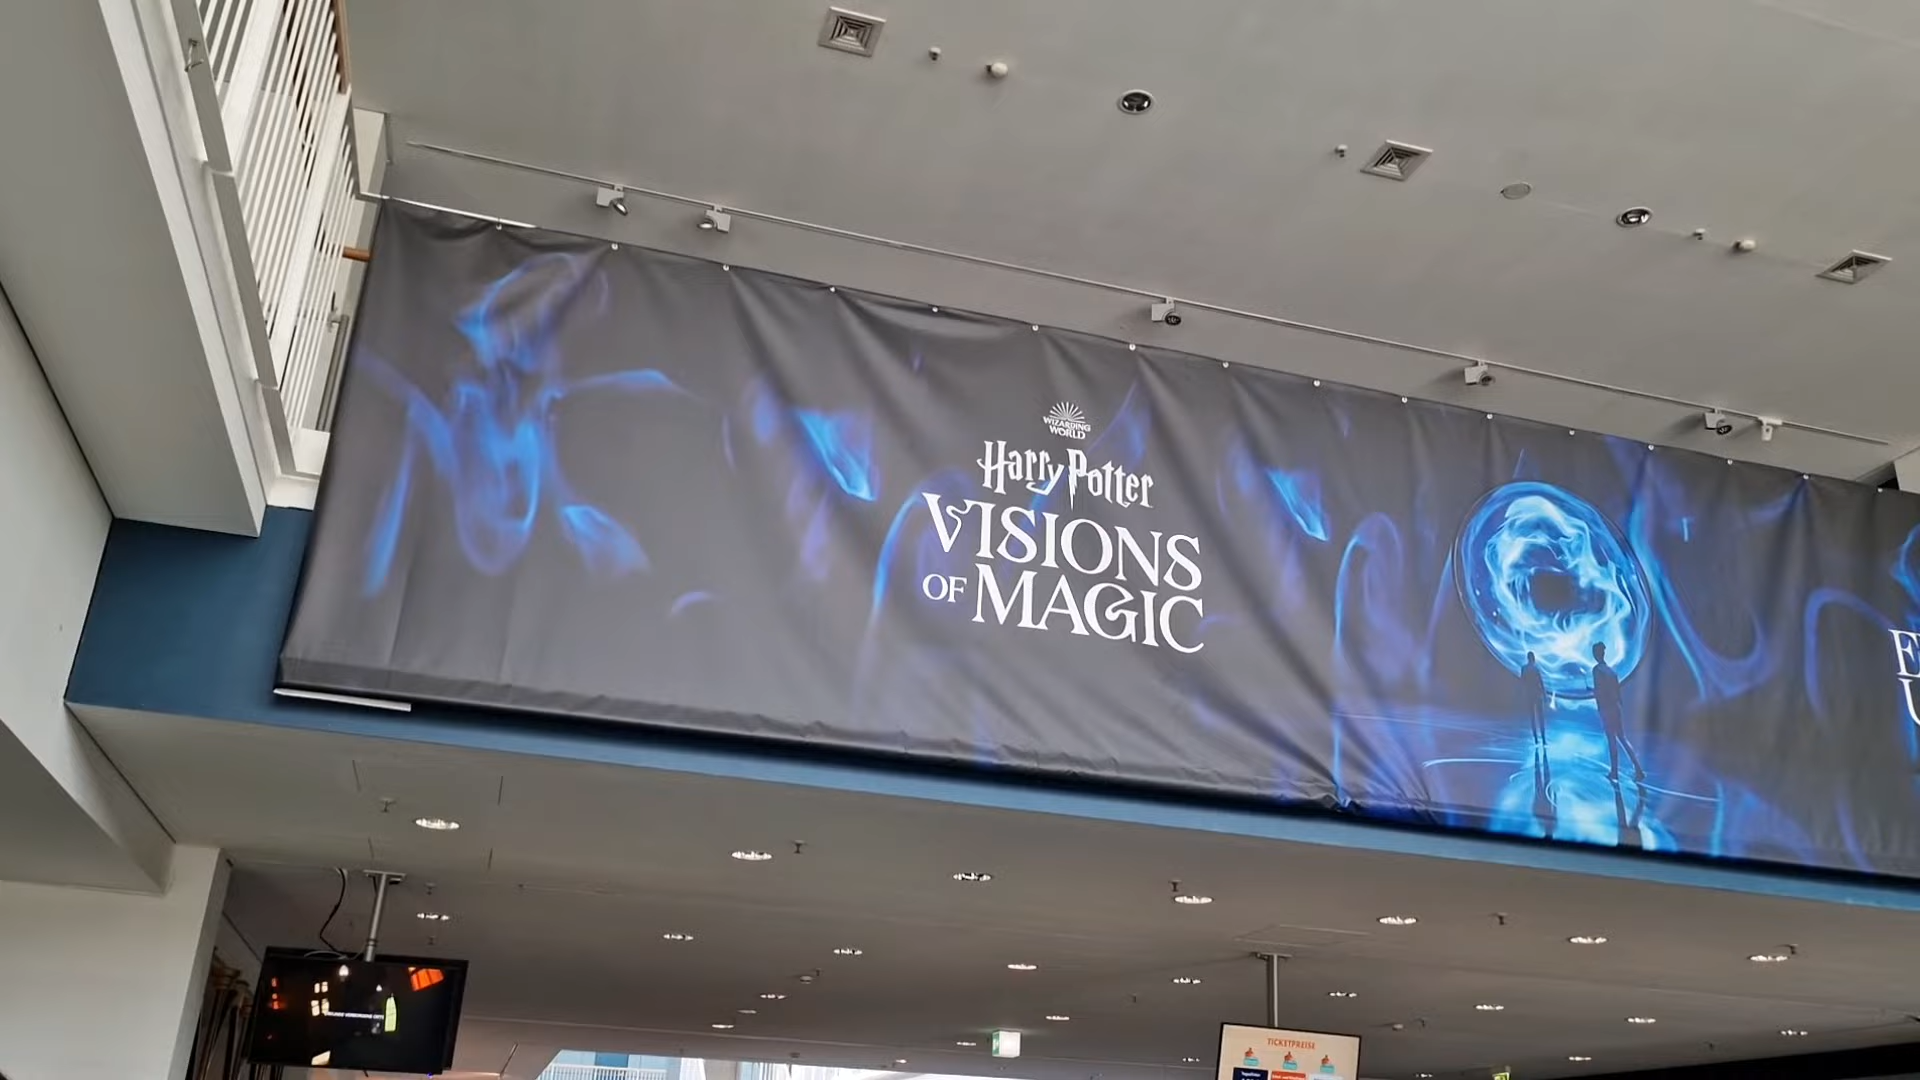 WIZARDING
WORLD
Harry Potter
VISIONS
OF MAGIC
TICKETPREISE